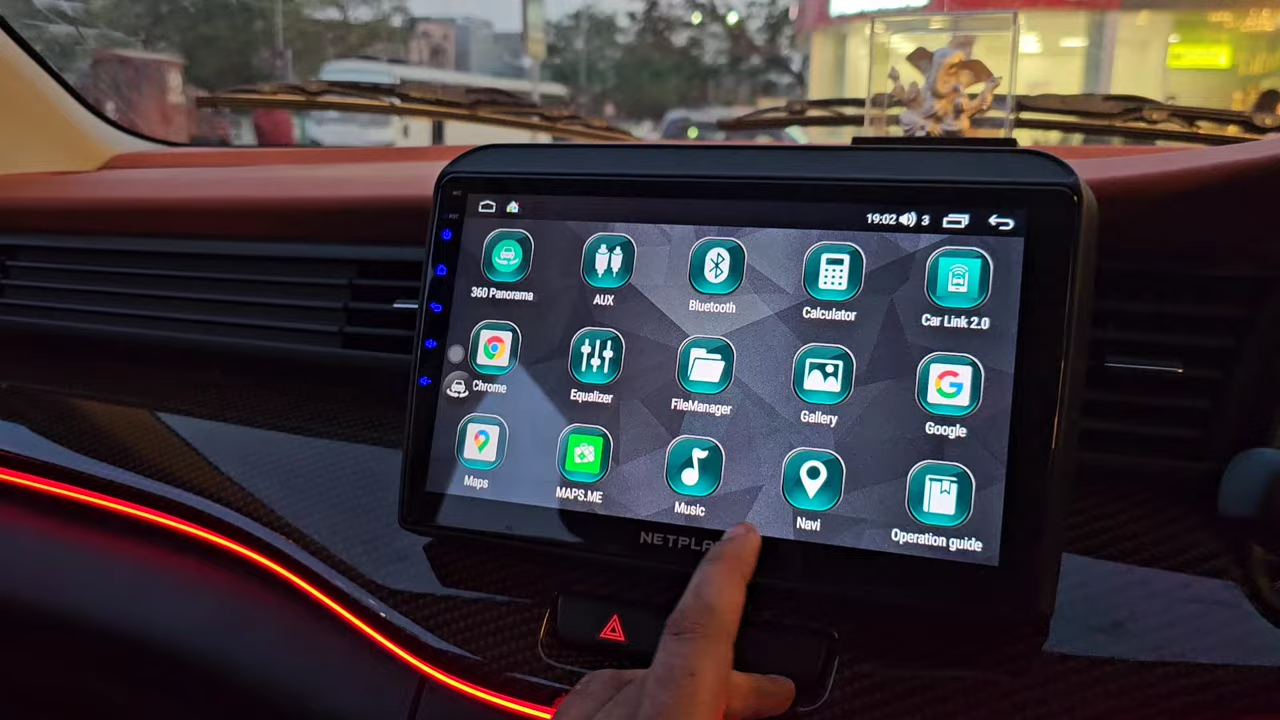 19:02 3
360 Panorama
AUX
Bluetooth
Calculator
Car Link 2.0
Chrome
Equalizer
FileManager
Gallery
Google
Maps
MAPS.ME
Music
Navi
Operation guide